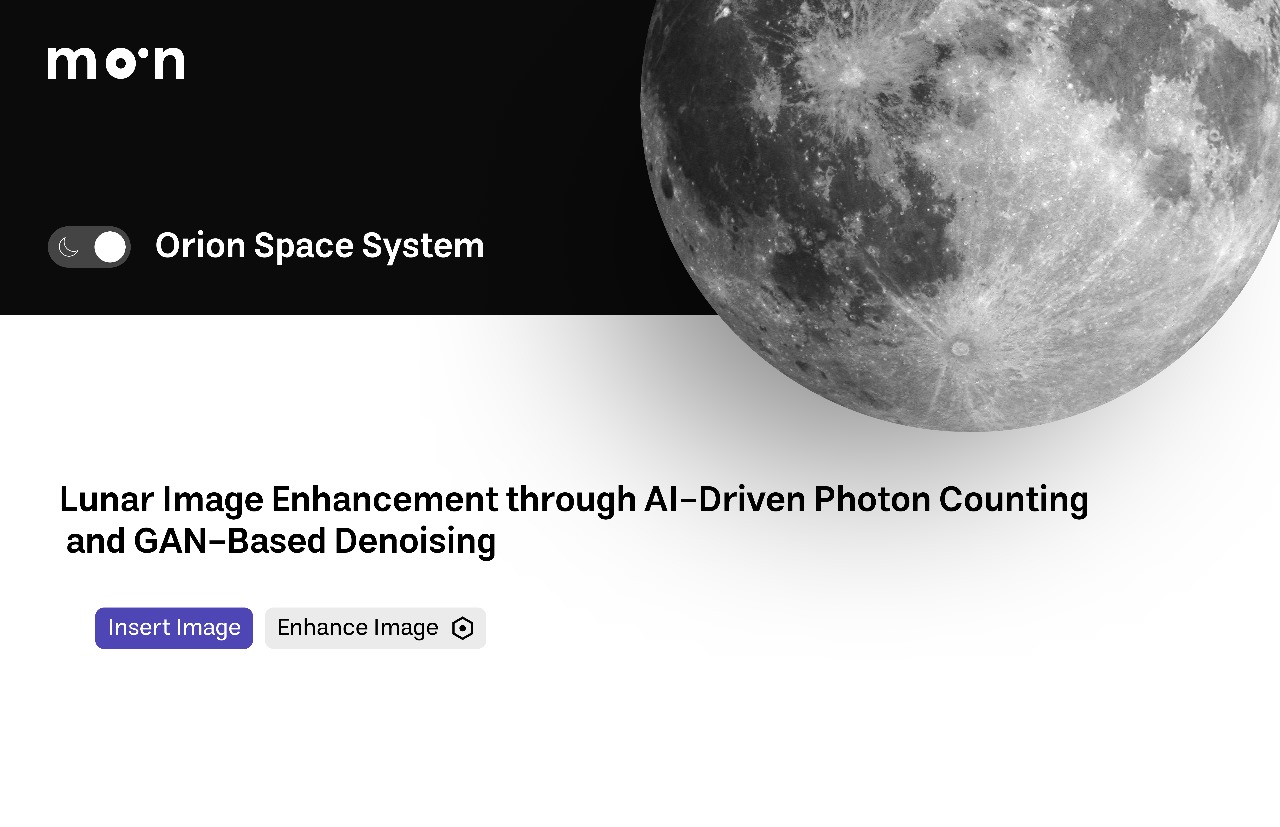 moon
Orion Space System
Lunar Image Enhancement through AI-Driven Photon Counting
and GAN-Based Denoising
Insert Image
Enhance Image